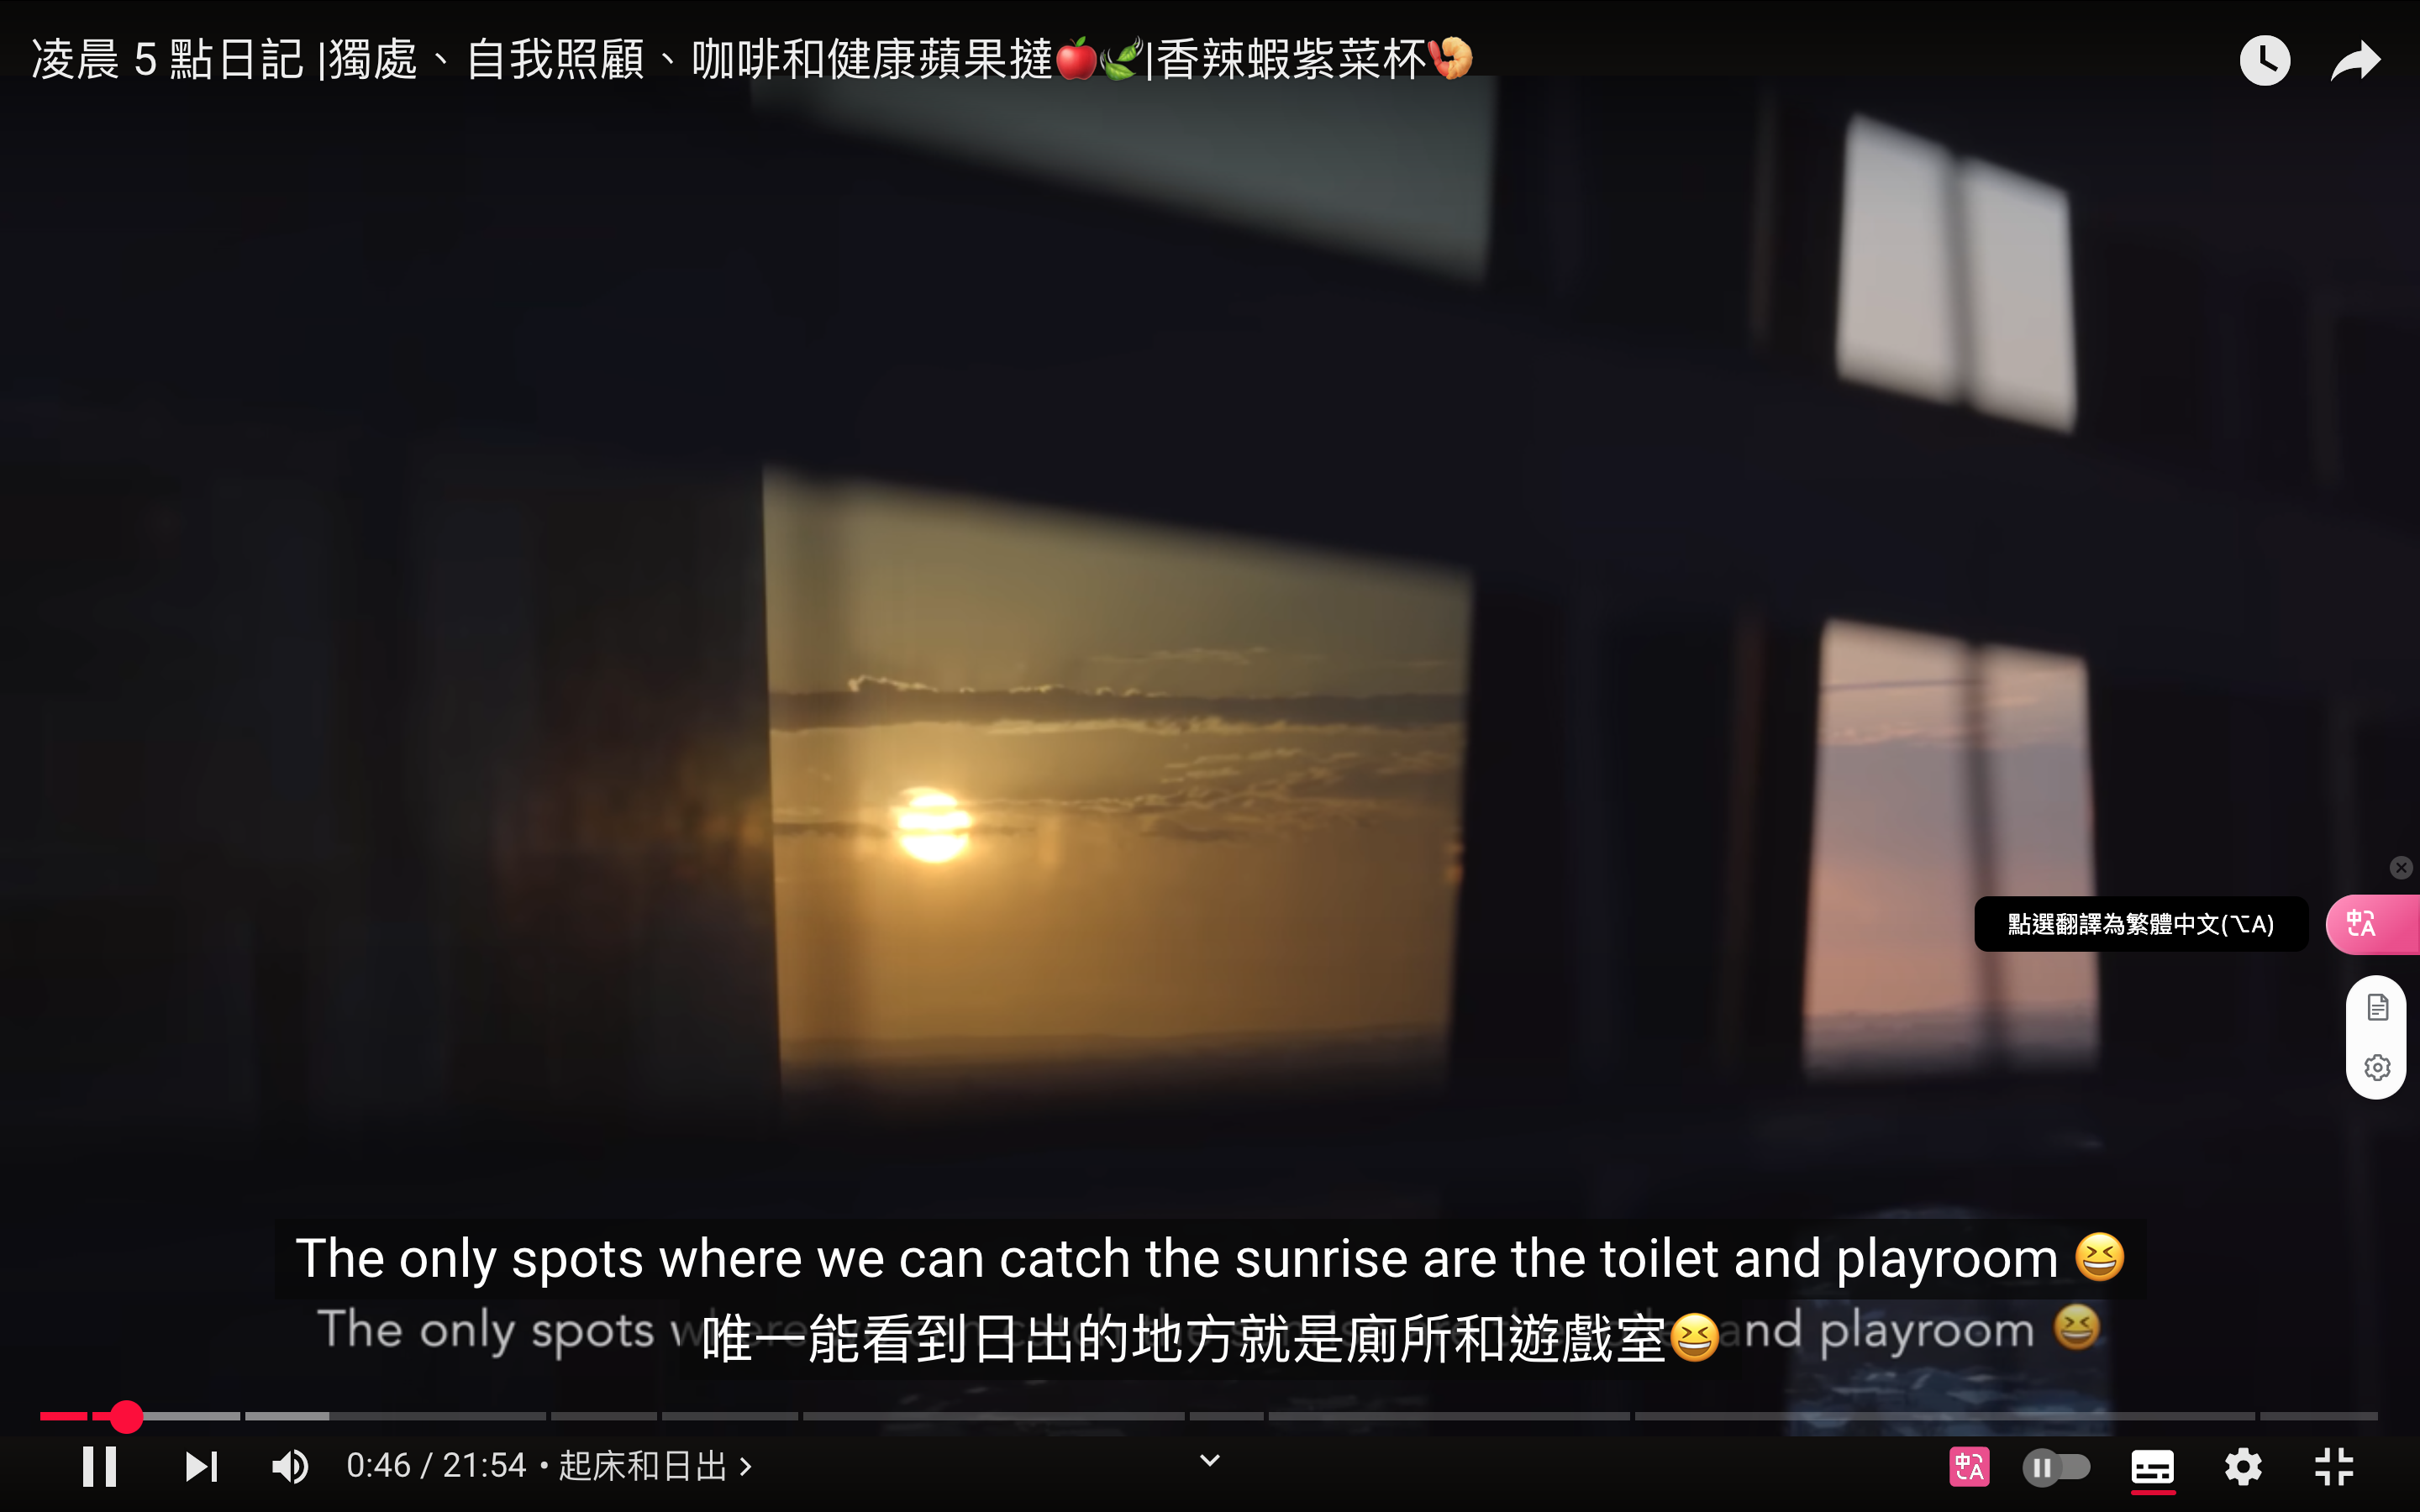 凌晨 5 點日記 |獨處、自我照顧、咖啡和健康蘋果撻🍎🌿|香辣蝦紫菜杯🍤
中A
點選翻譯為繁體中文(⌥A)
The only spots where we can catch the sunrise are the toilet and playroom 😆
唯一能看到日出的地方就是廁所和遊戲室😆
The only spots and playroom 😆
0:46 / 21:54 • 起床和日出 >
中A